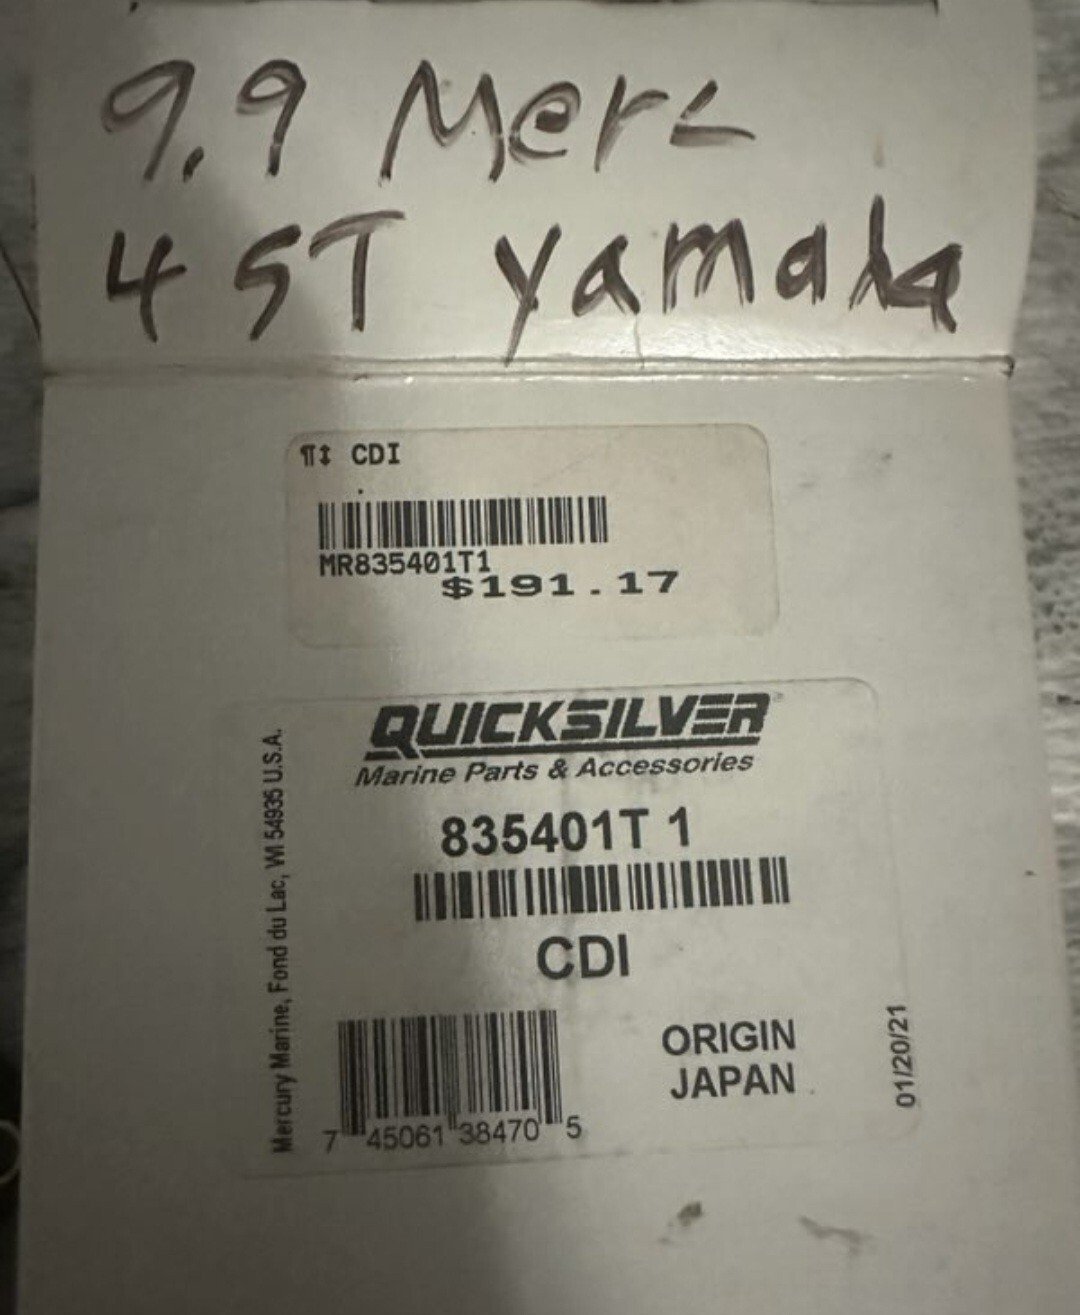 9.9 Merc
4 ST Yamaha
¶↕ CDI
MR835401T1
$191.17
QUICKSILVER®
Marine Parts & Accessories
835401T 1
CDI
ORIGIN
JAPAN
7 45061 38470 5
Mercury Marine, Fond du Lac, WI 54935 U.S.A.
01/20/21